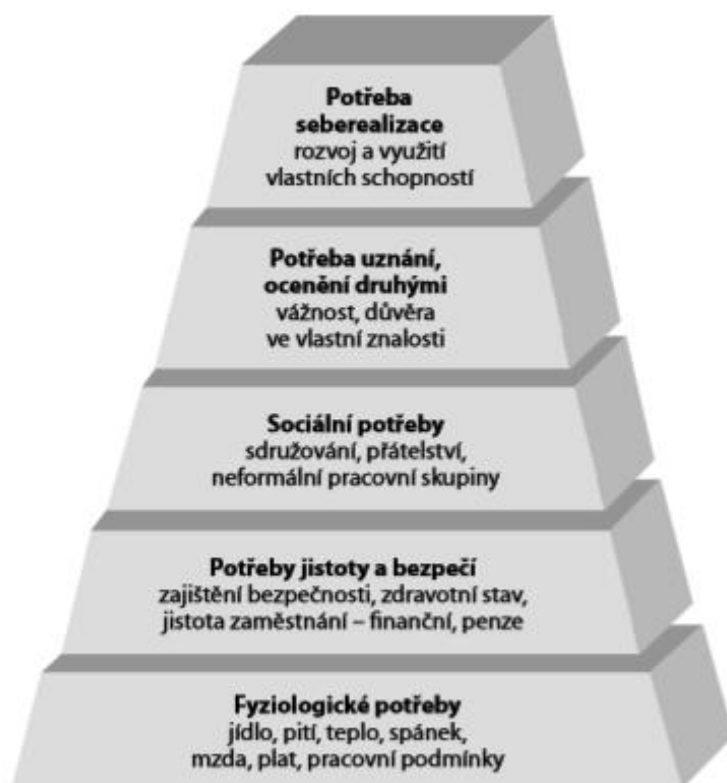 Potřeba
seberealizace
rozvoj a využití
vlastních schopností
Potřeba uznání,
ocenění druhými
vážnost, důvěra
ve vlastní znalosti
Sociální potřeby
sdružování, přátelství,
neformální pracovní skupiny
Potřeby jistoty a bezpečí
zajištění bezpečnosti, zdravotní stav,
jistota zaměstnání – finanční, penze
Fyziologické potřeby
jídlo, pití, teplo, spánek,
mzda, plat, pracovní podmínky